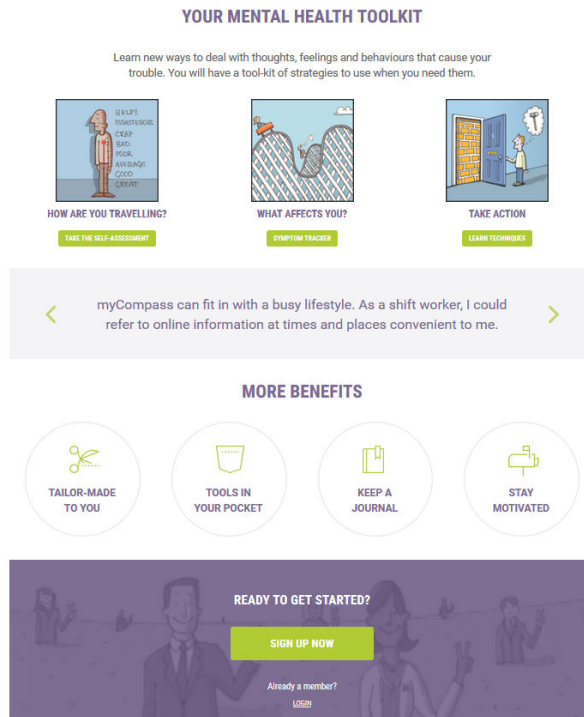 YOUR MENTAL HEALTH TOOLKIT
Learn new ways to deal with thoughts, feelings and behaviours that cause your
trouble. You will have a tool-kit of strategies to use when you need them.
HELPS
DISASTEROUS
CRAP
BAD
POOR
AVERAGE
GOOD
GREAT
HOW ARE YOU TRAVELLING?
TAKE THE SELF-ASSESSMENT
WHAT AFFECTS YOU?
SYMPTOM TRACKER
TAKE ACTION
LEARN TECHNIQUES
myCompass can fit in with a busy lifestyle. As a shift worker, I could
refer to online information at times and places convenient to me.
MORE BENEFITS
TAILOR-MADE
TO YOU
TOOLS IN
YOUR POCKET
KEEP A
JOURNAL
STAY
MOTIVATED
READY TO GET STARTED?
SIGN UP NOW
Already a member?
LOGIN